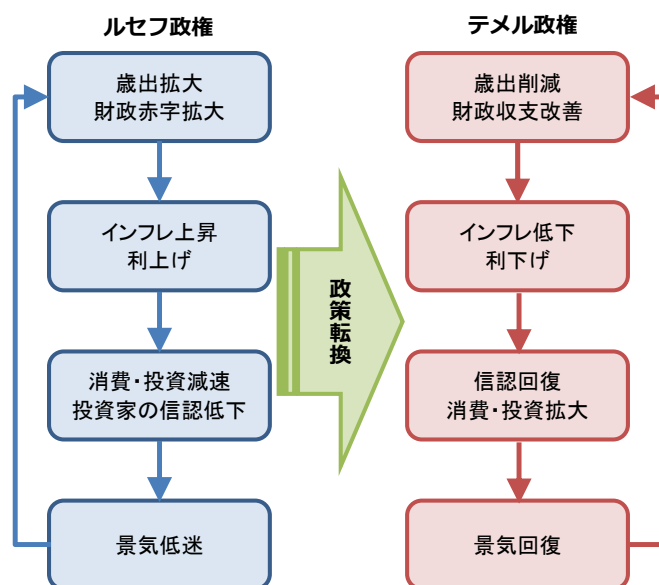 ルセフ政権
歳出拡大
財政赤字拡大
インフレ上昇
利上げ
消費・投資減速
投資家の信認低下
景気低迷
政策転換
テメル政権
歳出削減
財政収支改善
インフレ低下
利下げ
信認回復
消費・投資拡大
景気回復